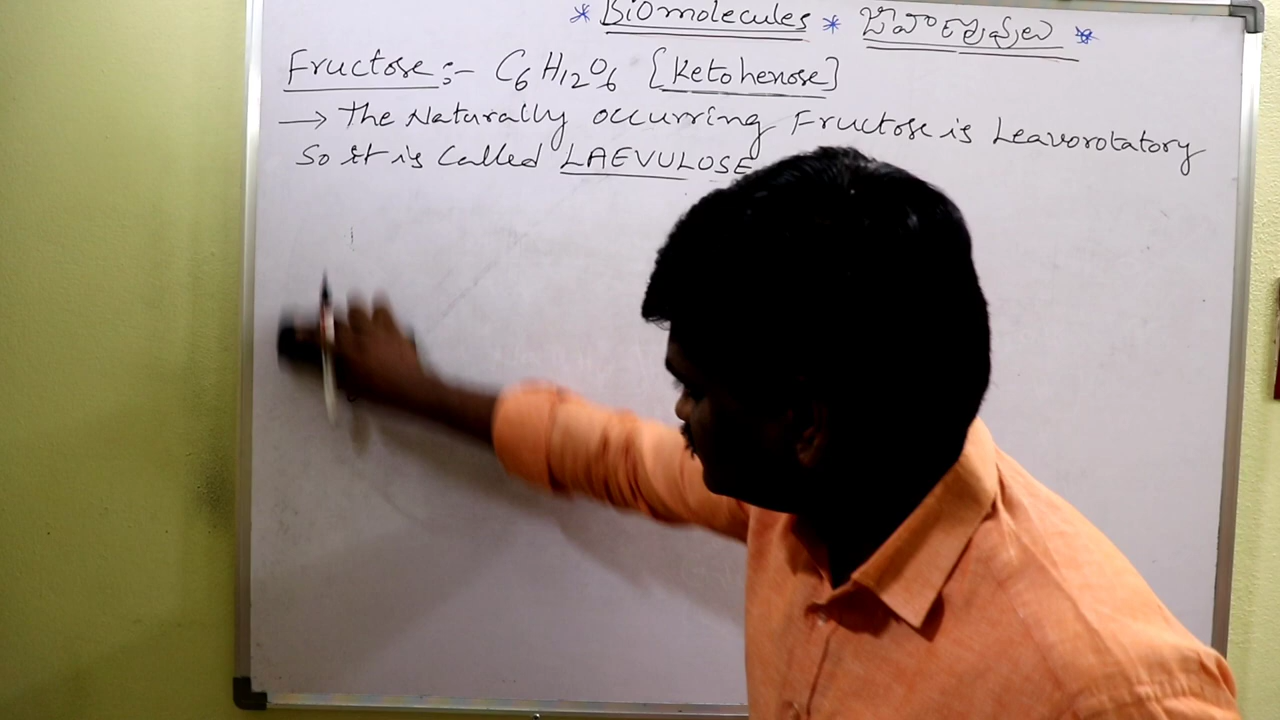 * Biomolecules * జీవాణువులు *
Fructose :- C6H12O6 [Ketohexose]
→ The Naturally occurring Fructose is Leavorotatory
So it is Called LAEVULOSE